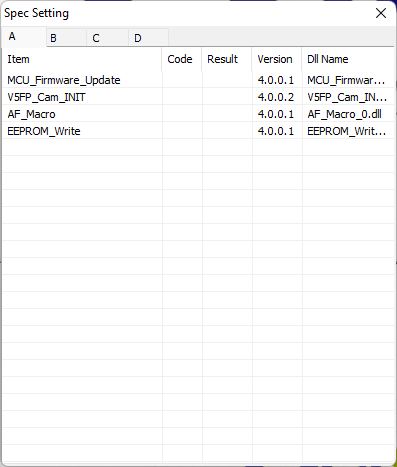 Spec Setting
A B C D
Item Code Result Version Dll Name
MCU_Firmware_Update 4.0.0.1 MCU_Firmwar...
V5FP_Cam_INIT 4.0.0.2 V5FP_Cam_IN...
AF_Macro 4.0.0.1 AF_Macro_0.dll
EEPROM_Write 4.0.0.1 EEPROM_Writ...